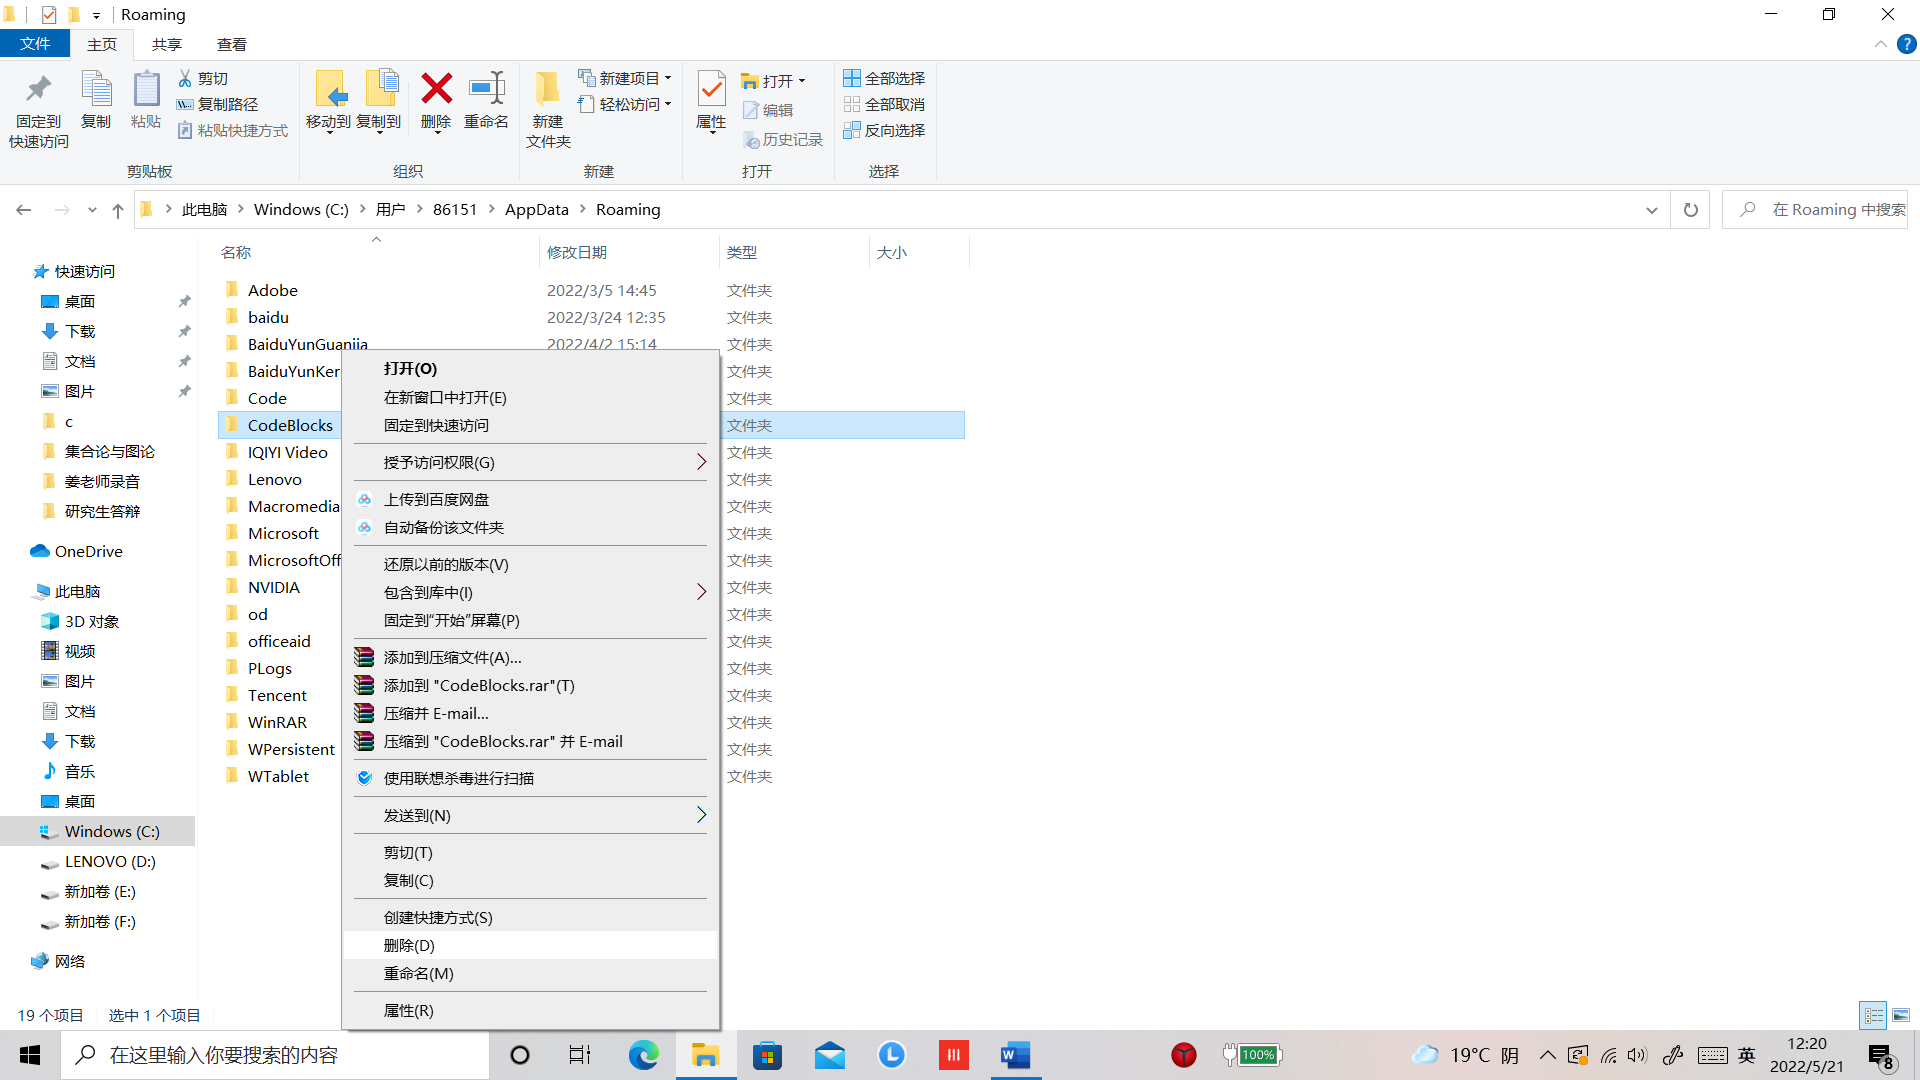 Roaming
文件 主页 共享 查看
固定到快速访问 复制 粘贴 剪切 复制路径 粘贴快捷方式
移动到 复制到 删除 重命名
新建文件夹 新建项目 轻松访问
属性 打开 编辑 历史记录
全部选择 全部取消 反向选择
剪贴板 组织 新建 打开 选择
此电脑 Windows (C:) 用户 86151 AppData Roaming
在 Roaming 中搜索
名称 修改日期 类型 大小
快速访问
桌面
下载
文档
图片
c
集合论与图论
姜老师录音
研究生答辩
OneDrive
此电脑
3D 对象
视频
图片
文档
下载
音乐
桌面
Windows (C:)
LENOVO (D:)
新加卷 (E:)
新加卷 (F:)
网络
Adobe 2022/3/5 14:45 文件夹
baidu 2022/3/24 12:35 文件夹
BaiduYunGuanjia 2022/4/2 15:14 文件夹
BaiduYunKer 文件夹
Code 文件夹
CodeBlocks 文件夹
IQIYI Video 文件夹
Lenovo 文件夹
Macromedia 文件夹
Microsoft 文件夹
MicrosoftOff 文件夹
NVIDIA 文件夹
od 文件夹
officeaid 文件夹
PLogs 文件夹
Tencent 文件夹
WinRAR 文件夹
WPersistent 文件夹
WTablet 文件夹
打开(O)
在新窗口中打开(E)
固定到快速访问
授予访问权限(G)
上传到百度网盘
自动备份该文件夹
还原以前的版本(V)
包含到库中(I)
固定到“开始”屏幕(P)
添加到压缩文件(A)...
添加到 "CodeBlocks.rar"(T)
压缩并 E-mail...
压缩到 "CodeBlocks.rar" 并 E-mail
使用联想杀毒进行扫描
发送到(N)
剪切(T)
复制(C)
创建快捷方式(S)
删除(D)
重命名(M)
属性(R)
19 个项目 选中 1 个项目
在这里输入你要搜索的内容
100%
19°C 阴
英
12:20
2022/5/21
8